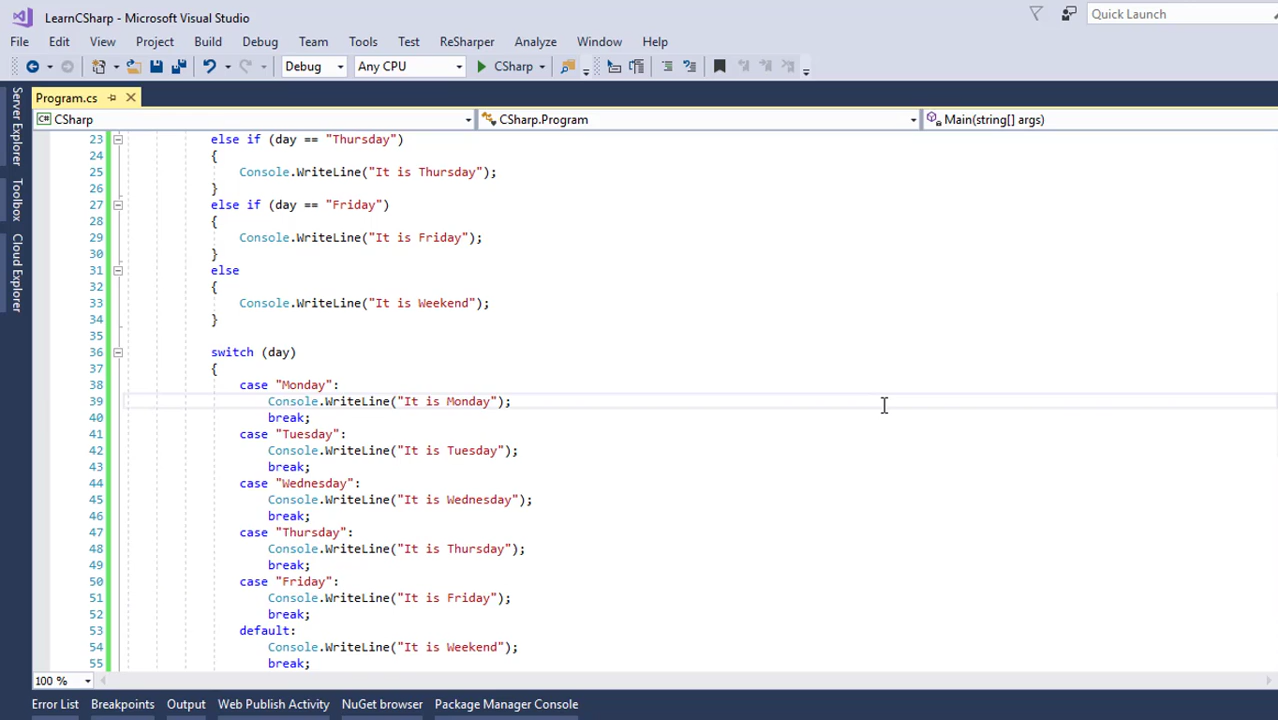 LearnCSharp - Microsoft Visual Studio
Quick Launch
File Edit View Project Build Debug Team Tools Test ReSharper Analyze Window Help
Debug Any CPU CSharp
Program.cs
CSharp CSharp.Program Main(string[] args)
Server Explorer
Toolbox
Cloud Explorer
23 else if (day == "Thursday")
24 {
25 Console.WriteLine("It is Thursday");
26 }
27 else if (day == "Friday")
28 {
29 Console.WriteLine("It is Friday");
30 }
31 else
32 {
33 Console.WriteLine("It is Weekend");
34 }
35
36 switch (day)
37 {
38 case "Monday":
39 Console.WriteLine("It is Monday");
40 break;
41 case "Tuesday":
42 Console.WriteLine("It is Tuesday");
43 break;
44 case "Wednesday":
45 Console.WriteLine("It is Wednesday");
46 break;
47 case "Thursday":
48 Console.WriteLine("It is Thursday");
49 break;
50 case "Friday":
51 Console.WriteLine("It is Friday");
52 break;
53 default:
54 Console.WriteLine("It is Weekend");
55 break;
100 %
Error List Breakpoints Output Web Publish Activity NuGet browser Package Manager Console